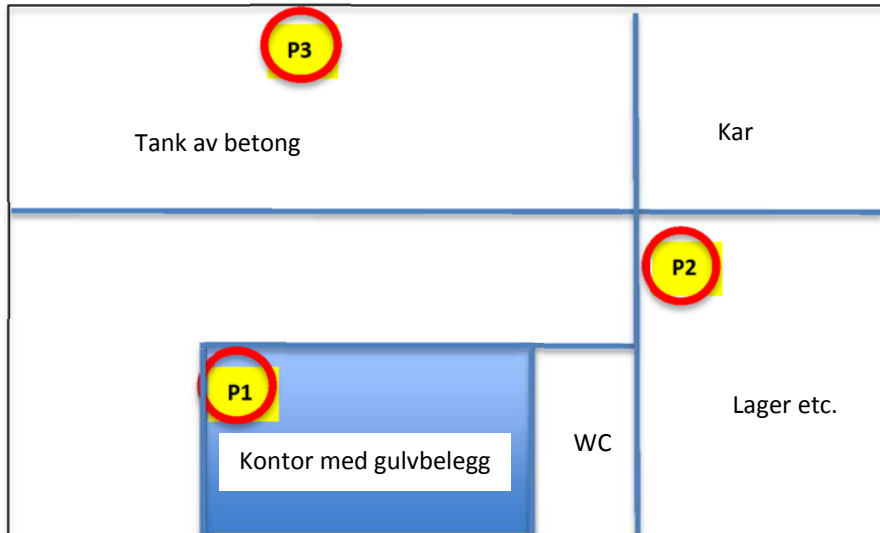 P3
Tank av betong
Kar
P2
P1
Kontor med gulvbelegg
WC
Lager etc.